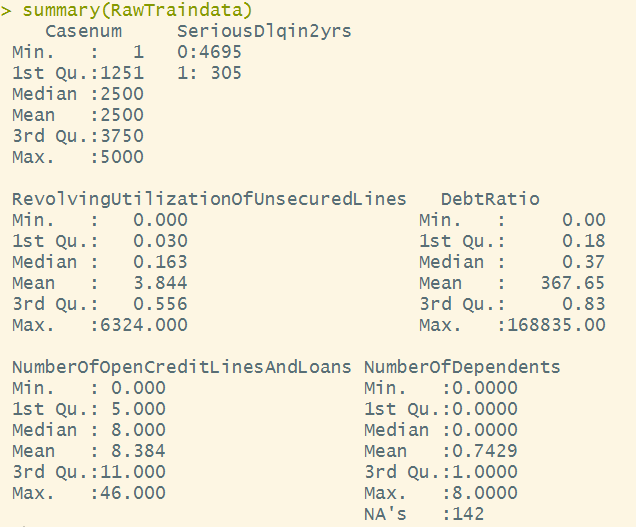 > summary(RawTraindata)
    Casenum     SeriousDlqin2yrs
 Min.   :   1   0:4695
 1st Qu.:1251   1: 305
 Median :2500
 Mean   :2500
 3rd Qu.:3750
 Max.   :5000

 RevolvingUtilizationOfUnsecuredLines   DebtRatio
 Min.   :   0.000                     Min.   :     0.00
 1st Qu.:   0.030                     1st Qu.:     0.18
 Median :   0.163                     Median :     0.37
 Mean   :   3.844                     Mean   :   367.65
 3rd Qu.:   0.556                     3rd Qu.:     0.83
 Max.   :6324.000                     Max.   :168835.00

 NumberOfOpenCreditLinesAndLoans NumberOfDependents
 Min.   : 0.000                  Min.   :0.0000
 1st Qu.: 5.000                  1st Qu.:0.0000
 Median : 8.000                  Median :0.0000
 Mean   : 8.384                  Mean   :0.7429
 3rd Qu.:11.000                  3rd Qu.:1.0000
 Max.   :46.000                  Max.   :8.0000
                                 NA's   :142